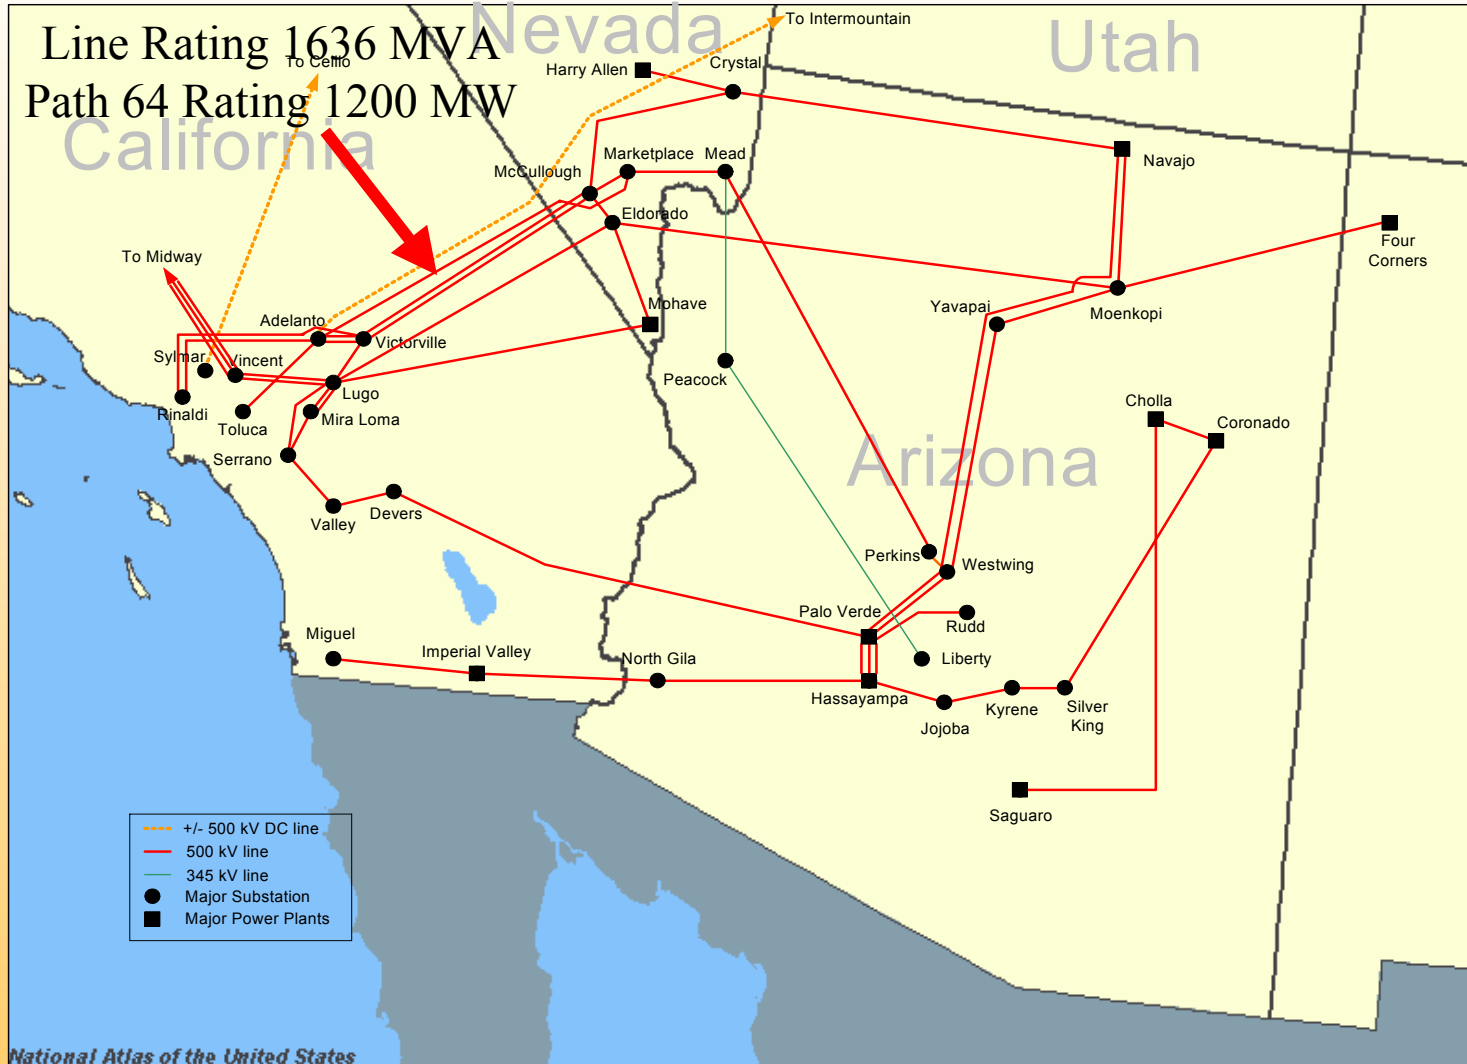 Nevada
To Intermountain
Utah
Line Rating 1636 MVA
To Celilo
Path 64 Rating 1200 MW
California
Harry Allen
Crystal
Navajo
McCullough
Marketplace
Mead
Eldorado
Four
Corners
To Midway
Mohave
Yavapai
Moenkopi
Adelanto
Victorville
Sylmar
Vincent
Lugo
Peacock
Rinaldi
Toluca
Mira Loma
Cholla
Coronado
Serrano
Arizona
Valley
Devers
Perkins
Westwing
Palo Verde
Rudd
Miguel
Imperial Valley
North Gila
Liberty
Hassayampa
Jojoba
Kyrene
Silver
King
Saguaro
+/- 500 kV DC line
500 kV line
345 kV line
Major Substation
Major Power Plants
National Atlas of the United States